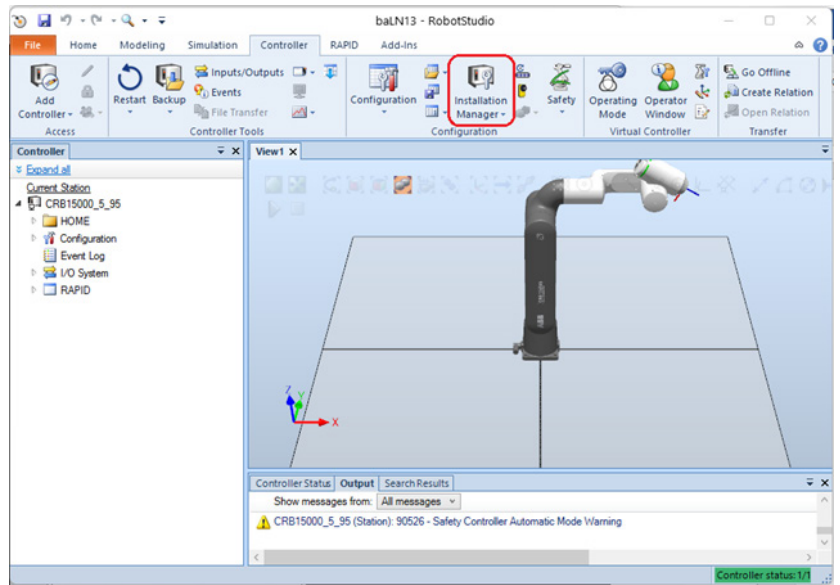 baLN13 - RobotStudio
File Home Modeling Simulation Controller RAPID Add-Ins
Add Controller
Restart
Backup
Inputs/Outputs
Events
File Transfer
Configuration
Installation Manager
Safety
Operating Mode
Operator Window
Go Offline
Create Relation
Open Relation
Access
Controller Tools
Configuration
Virtual Controller
Transfer
Controller
View1
Expand all
Current Station
CRB15000_5_95
HOME
Configuration
Event Log
I/O System
RAPID
ABB
Z
Y
X
Controller Status Output Search Results
Show messages from: All messages
CRB15000_5_95 (Station): 90526 - Safety Controller Automatic Mode Warning
Controller status: 1/1